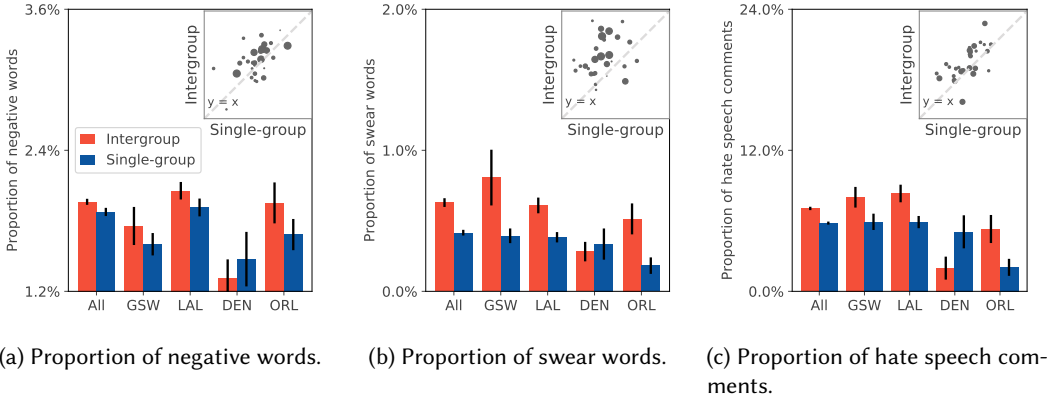 3.6%
2.4%
1.2%
Proportion of negative words
Intergroup
Single-group
y = x
Intergroup
Single-group
All GSW LAL DEN ORL
(a) Proportion of negative words.
2.0%
1.0%
0.0%
Proportion of swear words
Intergroup
y = x
Single-group
All GSW LAL DEN ORL
(b) Proportion of swear words.
24.0%
12.0%
0.0%
Proportion of hate speech comments
Intergroup
y = x
Single-group
All GSW LAL DEN ORL
(c) Proportion of hate speech com-
ments.